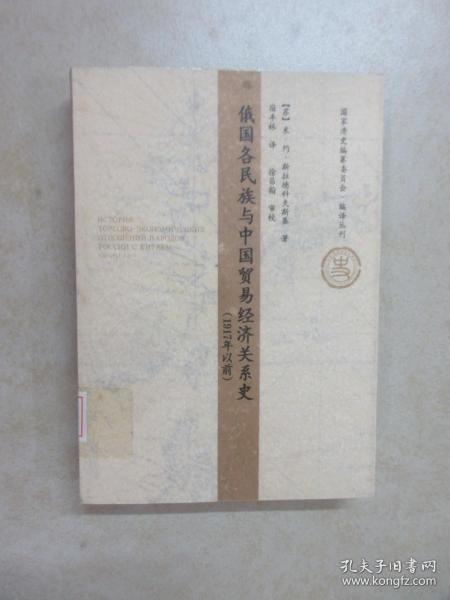 国家清史编纂委员会 编译丛刊
【苏】米·约·斯拉德科夫斯基 著
宿丰林 译 徐昌翰 审校
俄国各民族与中国贸易经济关系史
(1917年以前)
ИСТОРИЯ
ТОРГОВО-ЭКОНОМИЧЕСКИХ
ОТНОШЕНИЙ НАРОДОВ
РОССИИ С КИТАЕМ
孔夫子旧书网
www.kongfz.com